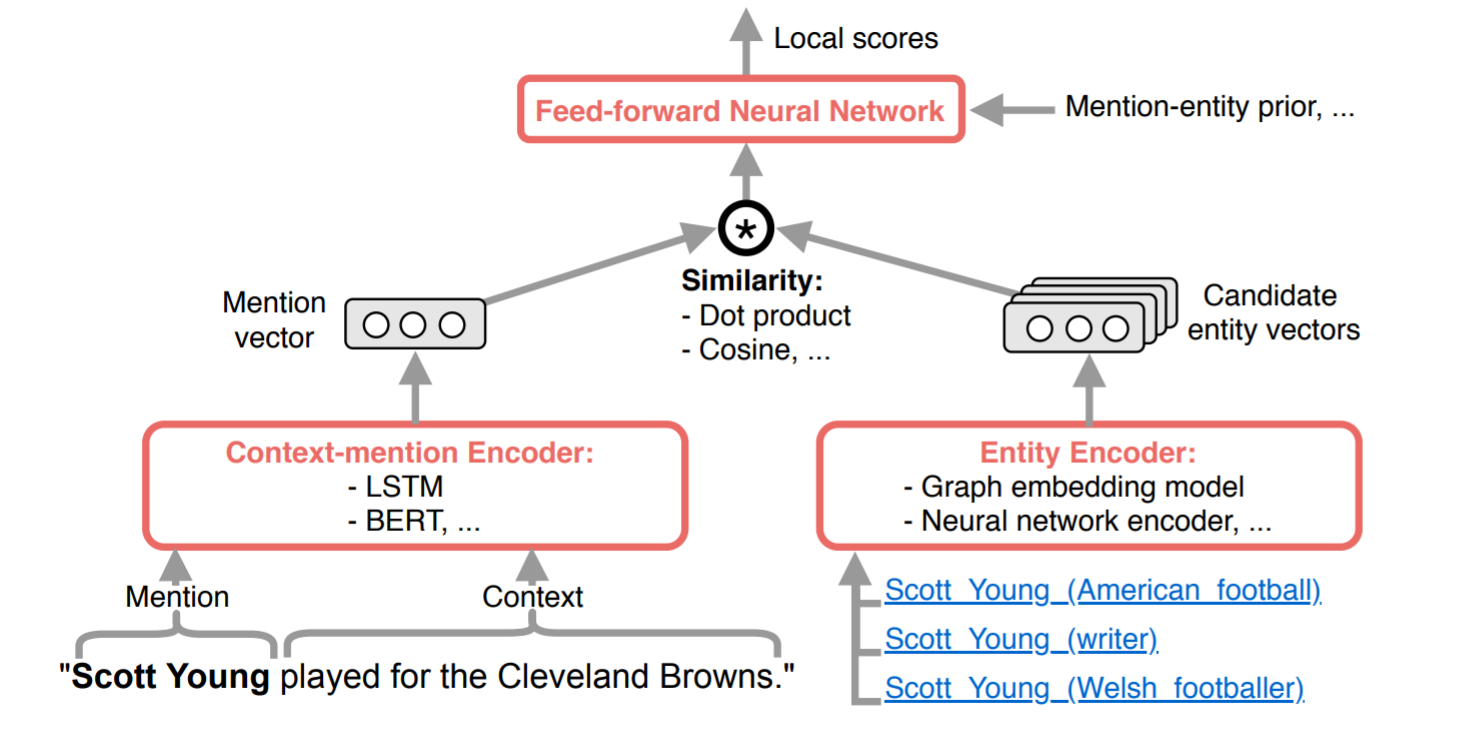 Local scores
Feed-forward Neural Network
Mention-entity prior, ...
*
Similarity:
- Dot product
- Cosine, ...
Mention
vector
Candidate
entity vectors
Context-mention Encoder:
- LSTM
- BERT, ...
Entity Encoder:
- Graph embedding model
- Neural network encoder, ...
Mention
Context
"Scott Young played for the Cleveland Browns."
Scott_Young_(American_football)
Scott_Young_(writer)
Scott_Young_(Welsh_footballer)